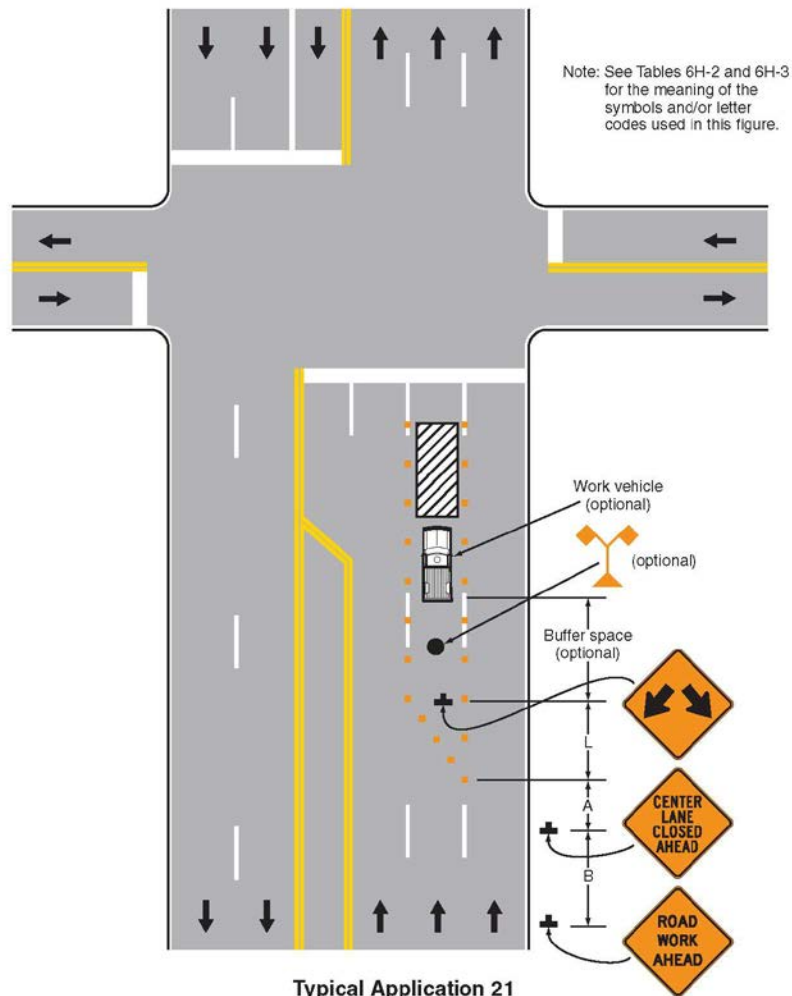 Note: See Tables 6H-2 and 6H-3
for the meaning of the
symbols and/or letter
codes used in this figure.
Work vehicle
(optional)
(optional)
Buffer space
(optional)
L
A
CENTER
LANE
CLOSED
AHEAD
B
ROAD
WORK
AHEAD
Typical Application 21